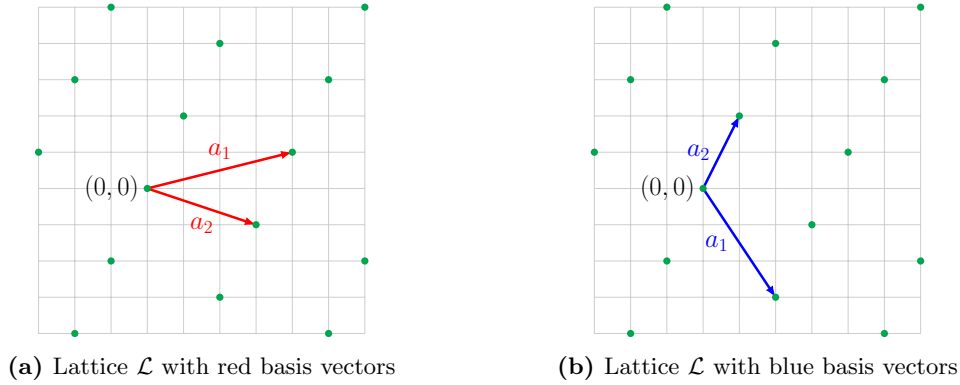 a₁
(0, 0)
a₂
a₂
(0, 0)
a₁
(a) Lattice ℒ with red basis vectors
(b) Lattice ℒ with blue basis vectors